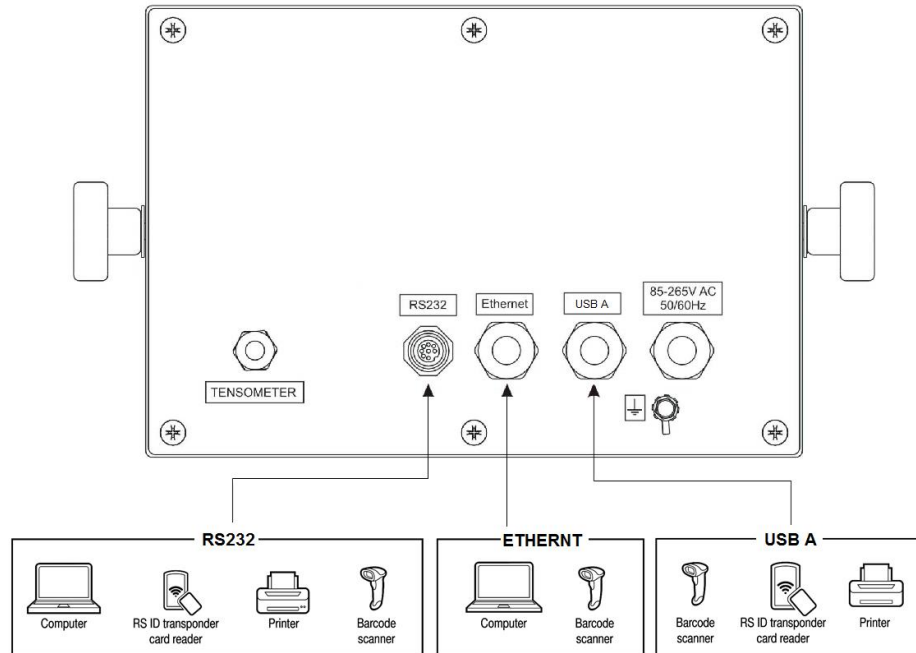 RS232
Ethernet
USB A
85-265V AC
50/60Hz
TENSOMETER
RS232
ETHERNT
USB A
Computer
RS ID transponder
card reader
Printer
Barcode
scanner
Computer
Barcode
scanner
Barcode
scanner
RS ID transponder
card reader
Printer